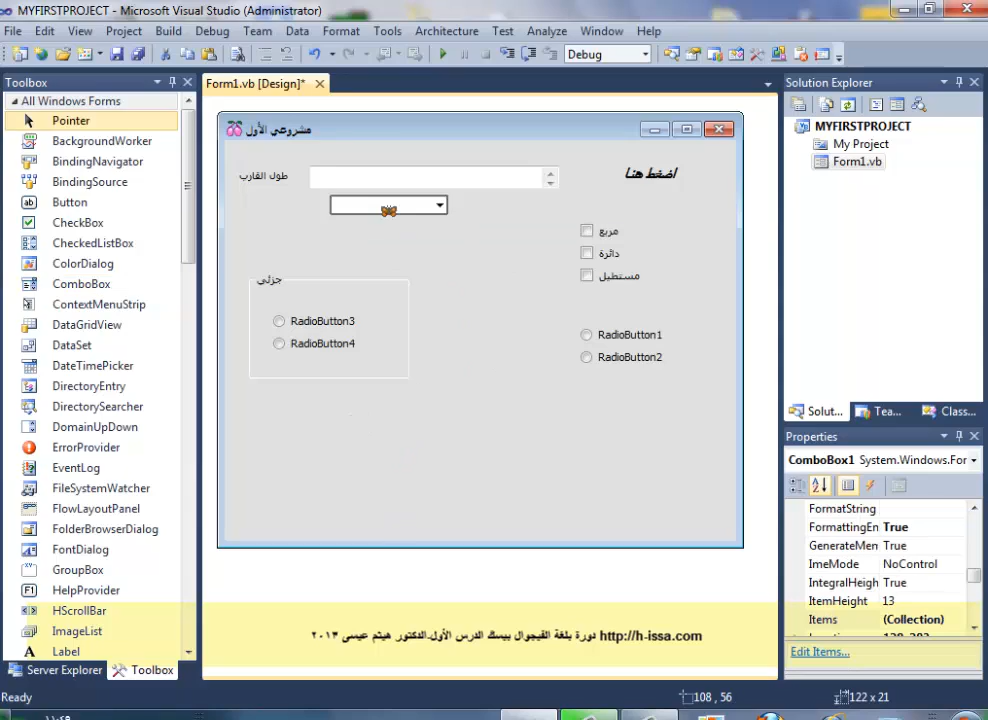 MYFIRSTPROJECT - Microsoft Visual Studio (Administrator)
File Edit View Project Build Debug Team Data Format Tools Architecture Test Analyze Window Help
Debug
Toolbox
All Windows Forms
Pointer
BackgroundWorker
BindingNavigator
BindingSource
Button
CheckBox
CheckedListBox
ColorDialog
ComboBox
ContextMenuStrip
DataGridView
DataSet
DateTimePicker
DirectoryEntry
DirectorySearcher
DomainUpDown
ErrorProvider
EventLog
FileSystemWatcher
FlowLayoutPanel
FolderBrowserDialog
FontDialog
GroupBox
HelpProvider
HScrollBar
ImageList
Label
Server Explorer Toolbox
Form1.vb [Design]*
مشروعي الأول
طول القارب
اضغط هنا
مربع
دائرة
مستطيل
جزئي
RadioButton3
RadioButton4
RadioButton1
RadioButton2
دورة بلغة الفيجوال بيسك الدرس الأول.الدكتور هيثم عيسى ٢٠١٣ http://h-issa.com
Solution Explorer
MYFIRSTPROJECT
My Project
Form1.vb
Solut... Tea... Class...
Properties
ComboBox1 System.Windows.For
FormatString
FormattingEn True
GenerateMen True
ImeMode NoControl
IntegralHeigh True
ItemHeight 13
Items (Collection)
Edit Items...
Ready
108 , 56
122 x 21